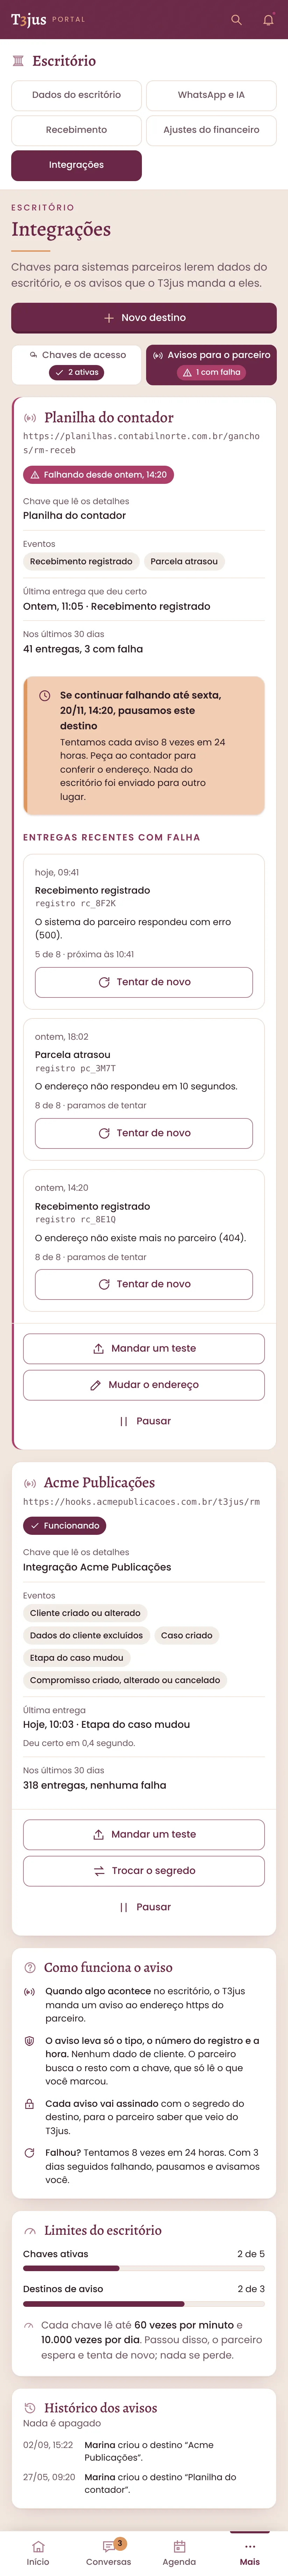 T3jus PORTAL
Escritório
Dados do escritório
WhatsApp e IA
Recebimento
Ajustes do financeiro
Integrações
ESCRITÓRIO
Integrações
Chaves para sistemas parceiros lerem dados do
escritório, e os avisos que o T3jus manda a eles.
Novo destino
Chaves de acesso
2 ativas
Avisos para o parceiro
1 com falha
Planilha do contador
https://planilhas.contabilnorte.com.br/gancho
s/rm-receb
Falhando desde ontem, 14:20
Chave que lê os detalhes
Planilha do contador
Eventos
Recebimento registrado
Parcela atrasou
Última entrega que deu certo
Ontem, 11:05 · Recebimento registrado
Nos últimos 30 dias
41 entregas, 3 com falha
Se continuar falhando até sexta,
20/11, 14:20, pausamos este
destino
Tentamos cada aviso 8 vezes em 24
horas. Peça ao contador para
conferir o endereço. Nada do
escritório foi enviado para outro
lugar.
ENTREGAS RECENTES COM FALHA
hoje, 09:41
Recebimento registrado
registro rc_8F2K
O sistema do parceiro respondeu com erro
(500).
5 de 8 · próxima às 10:41
Tentar de novo
ontem, 18:02
Parcela atrasou
registro pc_3M7T
O endereço não respondeu em 10 segundos.
8 de 8 · paramos de tentar
Tentar de novo
ontem, 14:20
Recebimento registrado
registro rc_8E1Q
O endereço não existe mais no parceiro (404).
8 de 8 · paramos de tentar
Tentar de novo
Mandar um teste
Mudar o endereço
Pausar
Acme Publicações
https://hooks.acmepublicacoes.com.br/t3jus/rm
Funcionando
Chave que lê os detalhes
Integração Acme Publicações
Eventos
Cliente criado ou alterado
Dados do cliente excluídos
Caso criado
Etapa do caso mudou
Compromisso criado, alterado ou cancelado
Última entrega
Hoje, 10:03 · Etapa do caso mudou
Deu certo em 0,4 segundo.
Nos últimos 30 dias
318 entregas, nenhuma falha
Mandar um teste
Trocar o segredo
Pausar
Como funciona o aviso
Quando algo acontece no escritório, o T3jus
manda um aviso ao endereço https do
parceiro.
O aviso leva só o tipo, o número do registro e a
hora. Nenhum dado de cliente. O parceiro
busca o resto com a chave, que só lê o que
você marcou.
Cada aviso vai assinado com o segredo do
destino, para o parceiro saber que veio do
T3jus.
Falhou? Tentamos 8 vezes em 24 horas. Com 3
dias seguidos falhando, pausamos e avisamos
você.
Limites do escritório
Chaves ativas
2 de 5
Destinos de aviso
2 de 3
Cada chave lê até 60 vezes por minuto e
10.000 vezes por dia. Passou disso, o parceiro
espera e tenta de novo; nada se perde.
Histórico dos avisos
Nada é apagado
02/09, 15:22
Marina criou o destino “Acme
Publicações”.
27/05, 09:20
Marina criou o destino “Planilha do
contador”.
Início
3
Conversas
Agenda
Mais